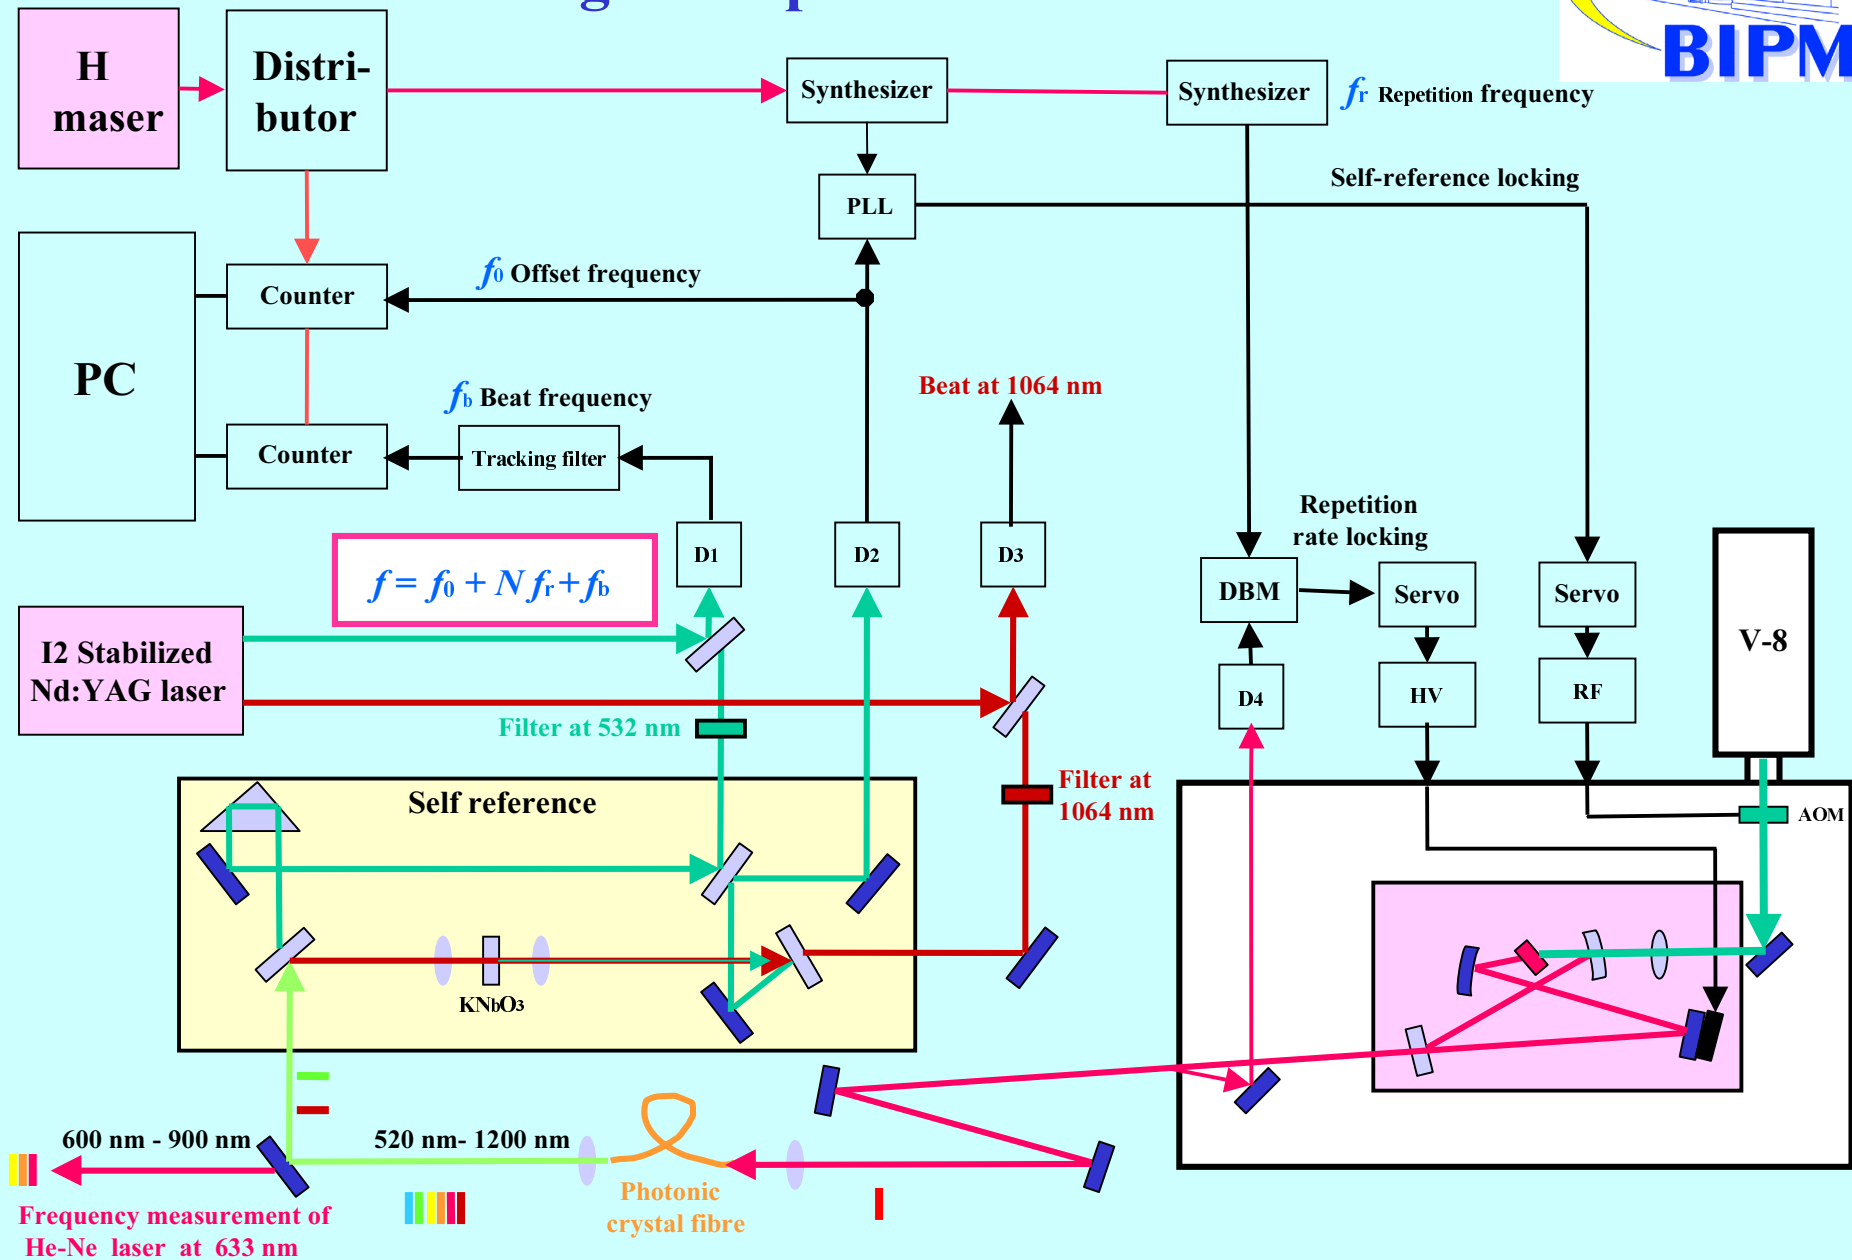 BIPM
H
maser
Distri-
butor
Synthesizer
Synthesizer
fr Repetition frequency
PLL
Self-reference locking
PC
Counter
f0 Offset frequency
Counter
fb Beat frequency
Tracking filter
Beat at 1064 nm
D1
D2
D3
Repetition
rate locking
DBM
Servo
Servo
V-8
f = f0 + N fr + fb
I2 Stabilized
Nd:YAG laser
D4
HV
RF
Filter at 532 nm
Filter at
1064 nm
AOM
Self reference
KNbO3
600 nm - 900 nm
520 nm- 1200 nm
Photonic
crystal fibre
Frequency measurement of
He-Ne laser at 633 nm